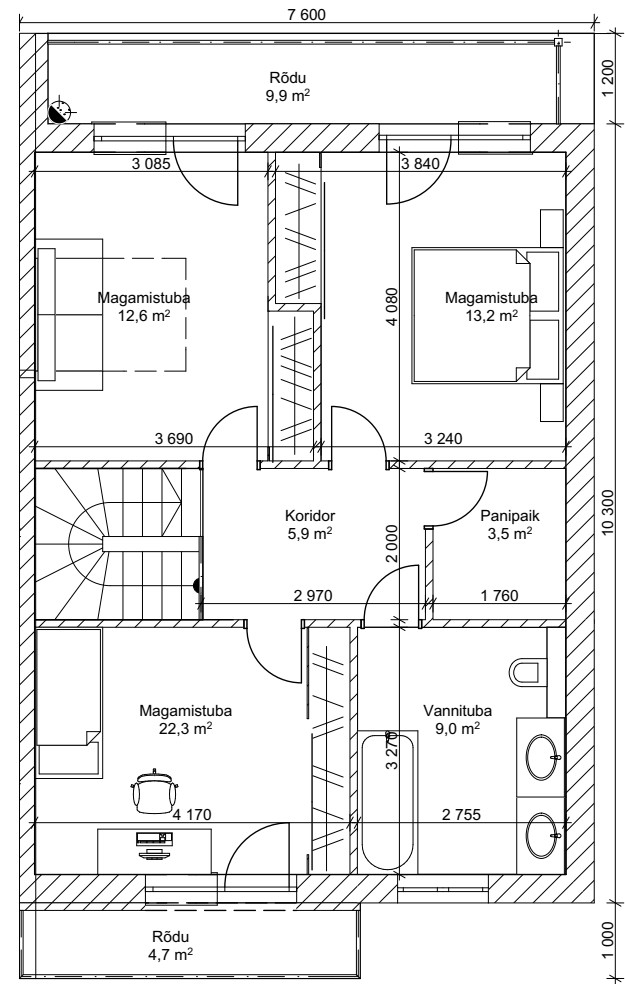 7 600
Rõdu
9,9 m²
1 200
3 085
3 840
Magamistuba
12,6 m²
4 080
Magamistuba
13,2 m²
3 690
3 240
Koridor
5,9 m²
2 000
Panipaik
3,5 m²
10 300
2 970
1 760
Magamistuba
22,3 m²
Vannituba
9,0 m²
3 270
4 170
2 755
Rõdu
4,7 m²
1 000